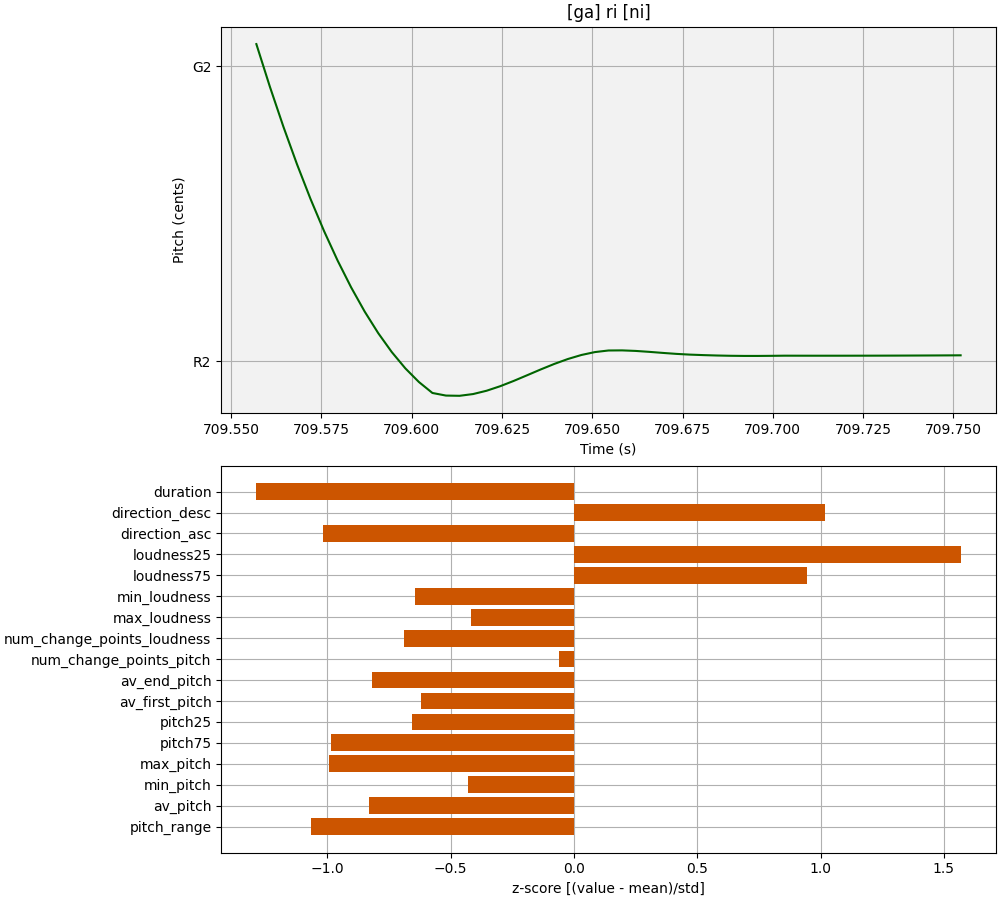 [ga] ri [ni]
G2
R2
Pitch (cents)
709.550 709.575 709.600 709.625 709.650 709.675 709.700 709.725 709.750
Time (s)
duration
direction_desc
direction_asc
loudness25
loudness75
min_loudness
max_loudness
num_change_points_loudness
num_change_points_pitch
av_end_pitch
av_first_pitch
pitch25
pitch75
max_pitch
min_pitch
av_pitch
pitch_range
−1.0 −0.5 0.0 0.5 1.0 1.5
z-score [(value - mean)/std]